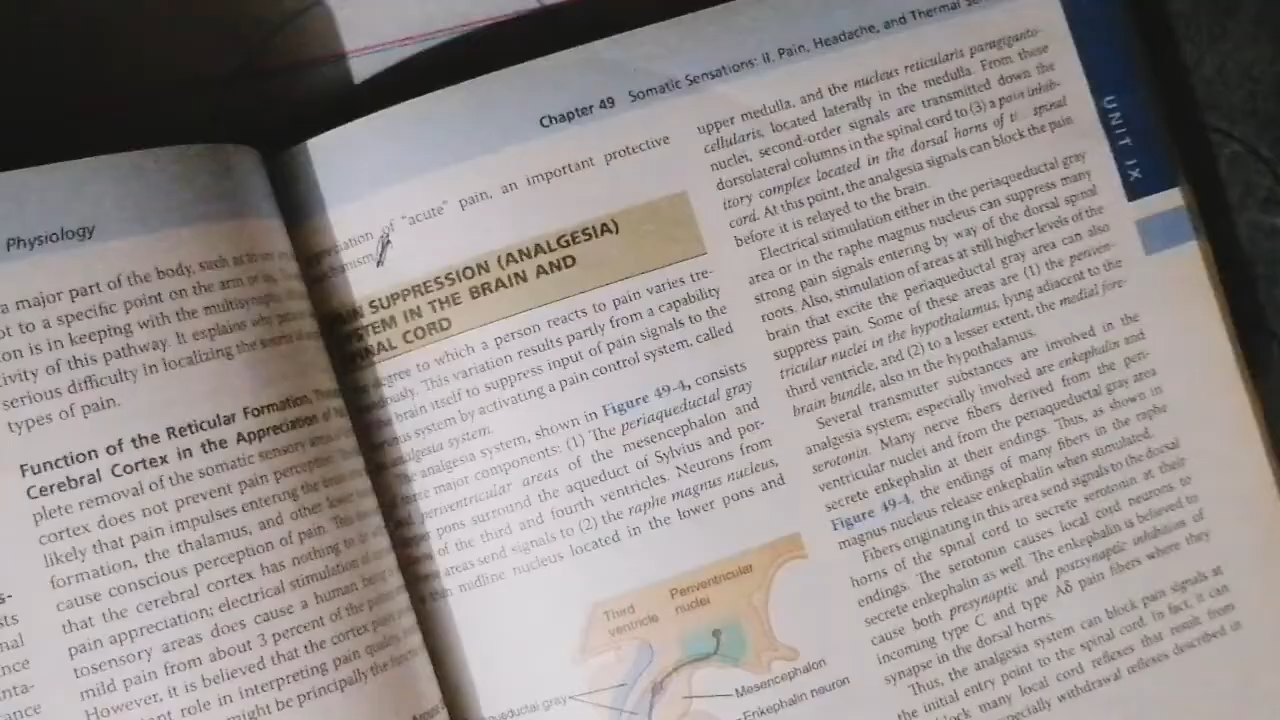 Physiology
a major part of the body, such as
to a specific point on the arm or
on is in keeping with the multisynaptic
ivity of this pathway. It explains why
serious difficulty in localizing the source of
types of pain.
Function of the Reticular Formation,
Cerebral Cortex in the Appreciation of
plete removal of the somatic sensory areas
cortex does not prevent pain perception.
likely that pain impulses entering the brain
formation, the thalamus, and other lower
cause conscious perception of pain. This
that the cerebral cortex has nothing to do
pain appreciation; electrical stimulation of
tosensory areas does cause a human being
mild pain from about 3 percent of the
However, it is believed that the cortex
role in interpreting pain quality
might be principally the function
Chapter 49 Somatic Sensations: II. Pain, Headache, and Thermal
of "acute" pain, an important protective
SUPPRESSION (ANALGESIA)
IN THE BRAIN AND
CORD
degree to which a person reacts to pain varies tre-
This variation results partly from a capability
brain itself to suppress input of pain signals to the
system by activating a pain control system, called
system.
analgesia system, shown in Figure 49-4, consists
major components: (1) The periaqueductal gray
periventricular areas of the mesencephalon and
pons surround the aqueduct of Sylvius and por-
of the third and fourth ventricles. Neurons from
areas send signals to (2) the raphe magnus nucleus,
midline nucleus located in the lower pons and
Third
ventricle
Periventricular
nuclei
gray
Mesencephalon
Enkephalin neuron
upper medulla, and the nucleus reticularis paragiganto-
cellularis, located laterally in the medulla. From these
nuclei, second-order signals are transmitted down the
dorsolateral columns in the spinal cord to (3) a pain inhib-
itory complex located in the dorsal horns of spinal
cord. At this point, the analgesia signals can block the pain
before it is relayed to the brain.
Electrical stimulation either in the periaqueductal gray
area or in the raphe magnus nucleus can suppress many
strong pain signals entering by way of the dorsal spinal
roots. Also, stimulation of areas at still higher levels of the
brain that excite the periaqueductal gray area can also
suppress pain. Some of these areas are (1) the periven-
tricular nuclei in the hypothalamus, lying adjacent to the
third ventricle, and (2) to a lesser extent, the medial fore-
brain bundle, also in the hypothalamus.
Several transmitter substances are involved in the
analgesia system; especially involved are enkephalin and
serotonin. Many nerve fibers derived from the peri-
ventricular nuclei and from the periaqueductal gray area
secrete enkephalin at their endings. Thus, as shown in
Figure 49-4, the endings of many fibers in the raphe
magnus nucleus release enkephalin when stimulated.
Fibers originating in this area send signals to the dorsal
horns of the spinal cord to secrete serotonin at their
endings. The serotonin causes local cord neurons to
secrete enkephalin as well. The enkephalin is believed to
cause both presynaptic and postsynaptic inhibition of
incoming type C and type Aδ pain fibers where they
synapse in the dorsal horns.
Thus, the analgesia system can block pain signals at
the initial entry point to the spinal cord. In fact, it can
block many local cord reflexes that result from
especially withdrawal reflexes described in
UNIT IX